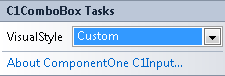 C1ComboBox Tasks
VisualStyle Custom
About ComponentOne C1Input...